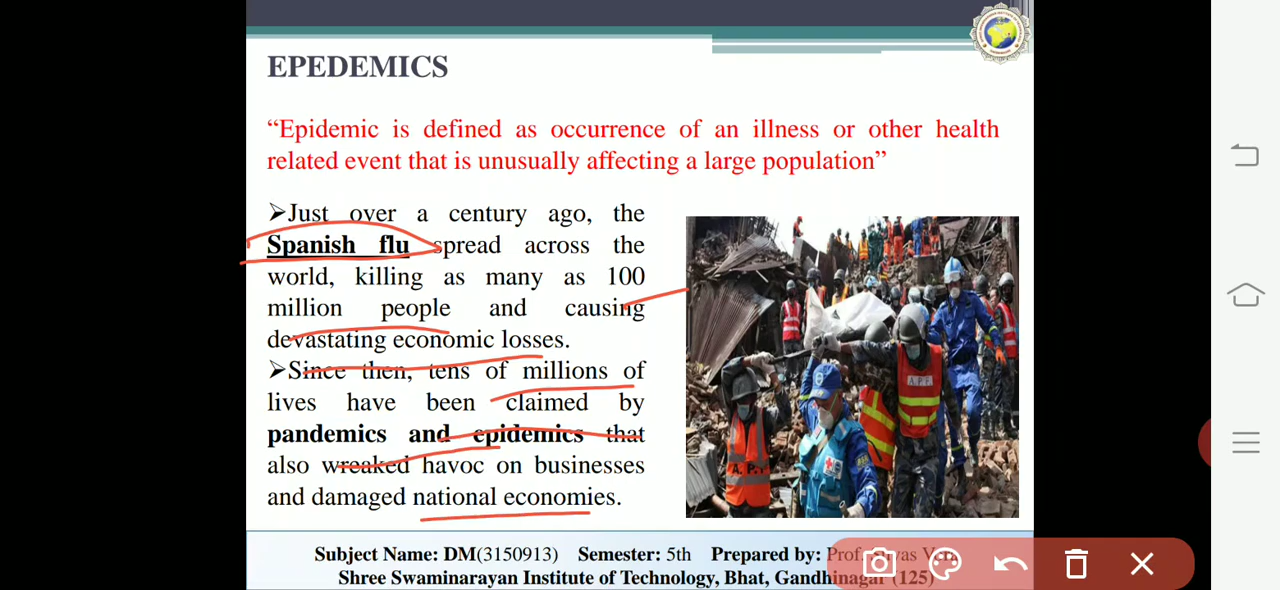 EPEDEMICS
“Epidemic is defined as occurrence of an illness or other health
related event that is unusually affecting a large population”
➢Just over a century ago, the
Spanish flu spread across the
world, killing as many as 100
million people and causing
devastating economic losses.
➢Since then, tens of millions of
lives have been claimed by
pandemics and epidemics that
also wreaked havoc on businesses
and damaged national economies.
A.P.F
Subject Name: DM(3150913) Semester: 5th Prepared by: Prof.
Shree Swaminarayan Institute of Technology, Bhat, Gandhinagar (125)